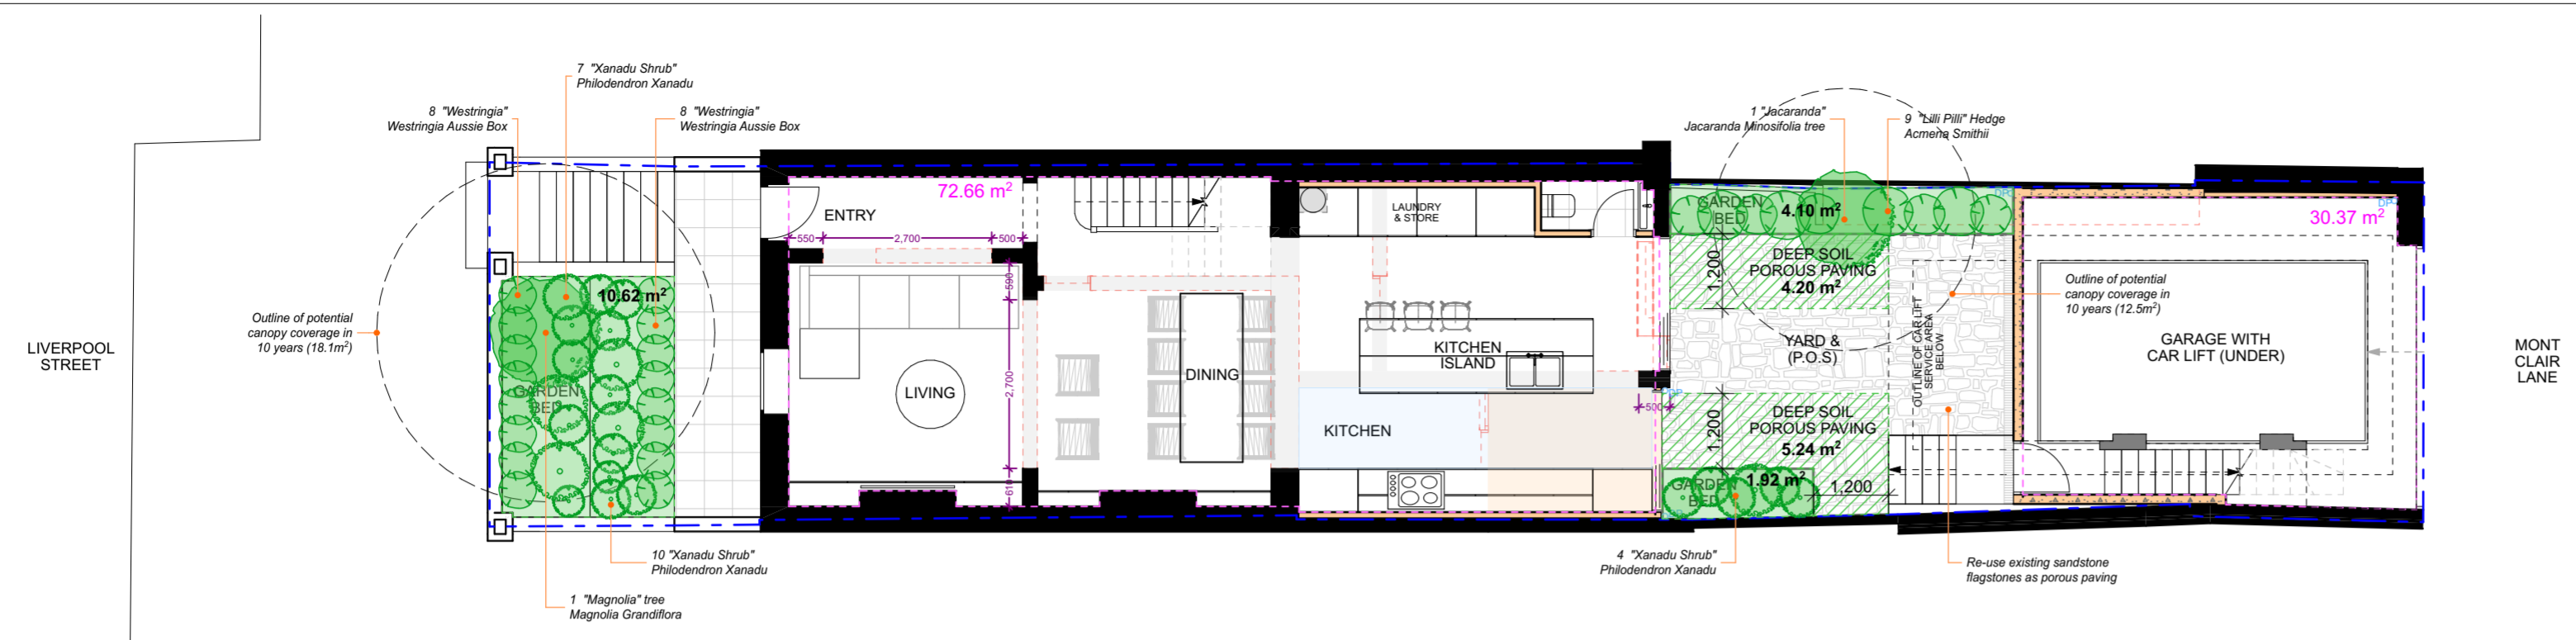 7 "Xanadu Shrub"
Philodendron Xanadu
8 "Westringia"
Westringia Aussie Box
8 "Westringia"
Westringia Aussie Box
Outline of potential
canopy coverage in
10 years (18.1m²)
LIVERPOOL
STREET
10.62 m²
GARDEN
BED
10 "Xanadu Shrub"
Philodendron Xanadu
1 "Magnolia" tree
Magnolia Grandiflora
72.66 m²
ENTRY
550
2,700
500
590
2,700
610
LIVING
DINING
LAUNDRY
& STORE
KITCHEN
ISLAND
KITCHEN
500
1 "Jacaranda"
Jacaranda Minosifolia tree
9 "Lilli Pilli" Hedge
Acmena Smithii
GARDEN
BED
4.10 m²
DP
1,200
DEEP SOIL
POROUS PAVING
4.20 m²
YARD &
(P.O.S)
OUTLINE OF CAR LIFT
SERVICE AREA
BELOW
Outline of potential
canopy coverage in
10 years (12.5m²)
DP
1,200
DEEP SOIL
POROUS PAVING
5.24 m²
GARDEN
BED
1.92 m²
1,200
4 "Xanadu Shrub"
Philodendron Xanadu
Re-use existing sandstone
flagstones as porous paving
DP
30.37 m²
GARAGE WITH
CAR LIFT (UNDER)
MONT
CLAIR
LANE